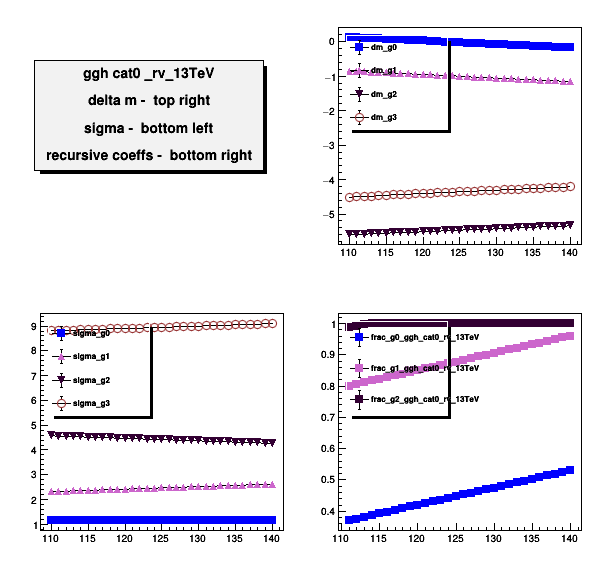 ggh cat0 _rv_13TeV
delta m - top right
sigma - bottom left
recursive coeffs - bottom right
0
−1
−2
−3
−4
−5
dm_g0
dm_g1
dm_g2
dm_g3
110 115 120 125 130 135 140
9
8
7
6
5
4
3
2
1
sigma_g0
sigma_g1
sigma_g2
sigma_g3
110 115 120 125 130 135 140
1
0.9
0.8
0.7
0.6
0.5
0.4
frac_g0_ggh_cat0_rv_13TeV
frac_g1_ggh_cat0_rv_13TeV
frac_g2_ggh_cat0_rv_13TeV
110 115 120 125 130 135 140